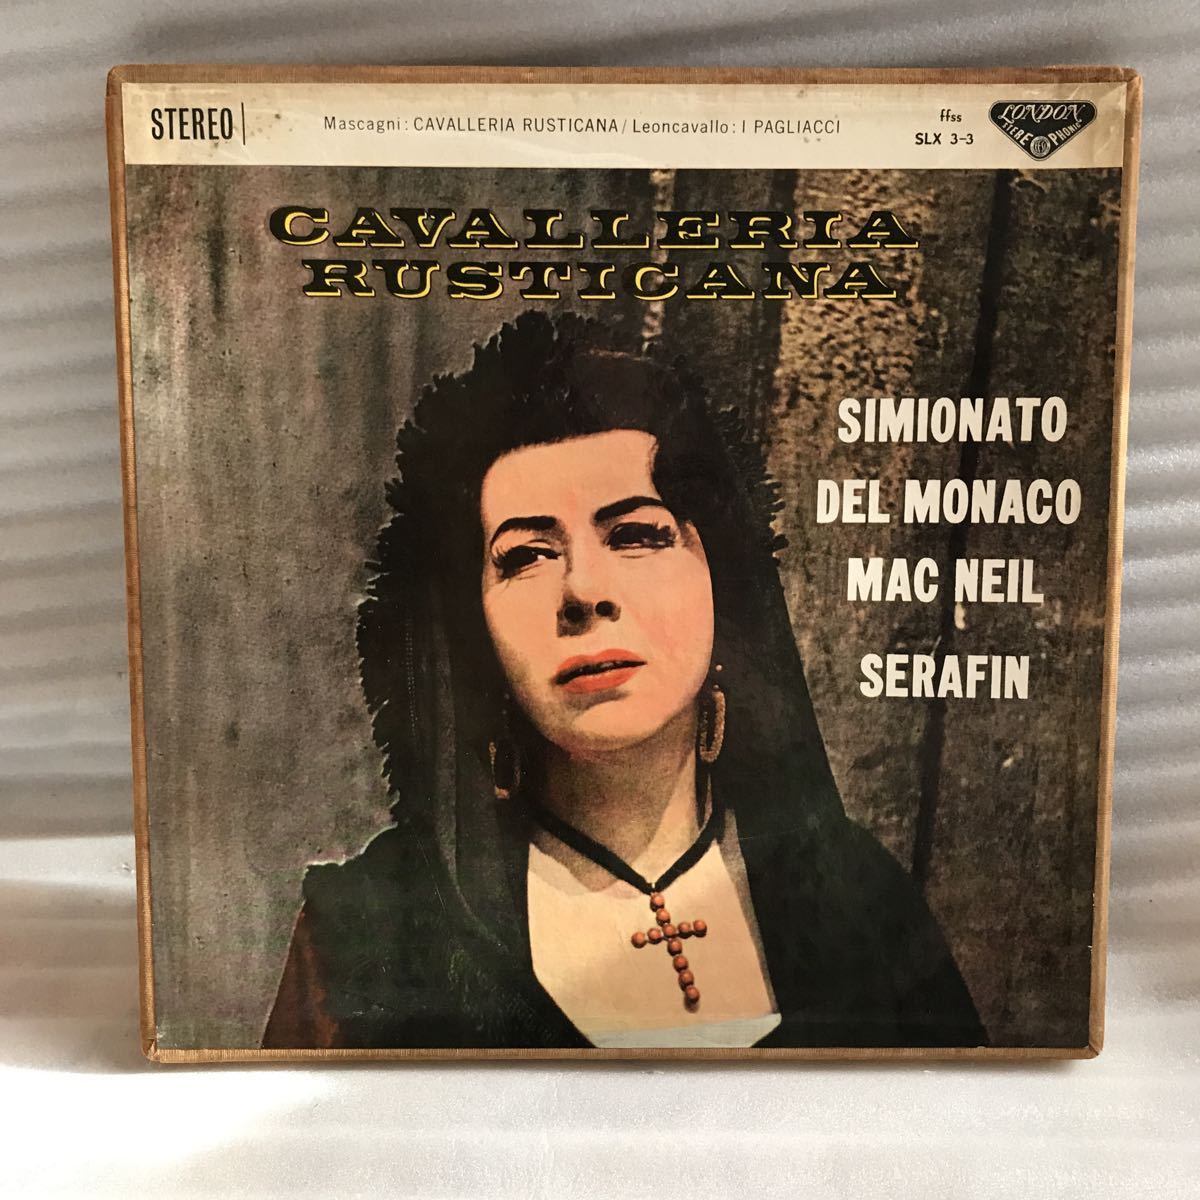 STEREO
Mascagni: CAVALLERIA RUSTICANA / Leoncavallo: I PAGLIACCI
ffss
SLX 3-3
LONDON
STEREOPHONIC
CAVALLERIA
RUSTICANA
SIMIONATO
DEL MONACO
MAC NEIL
SERAFIN